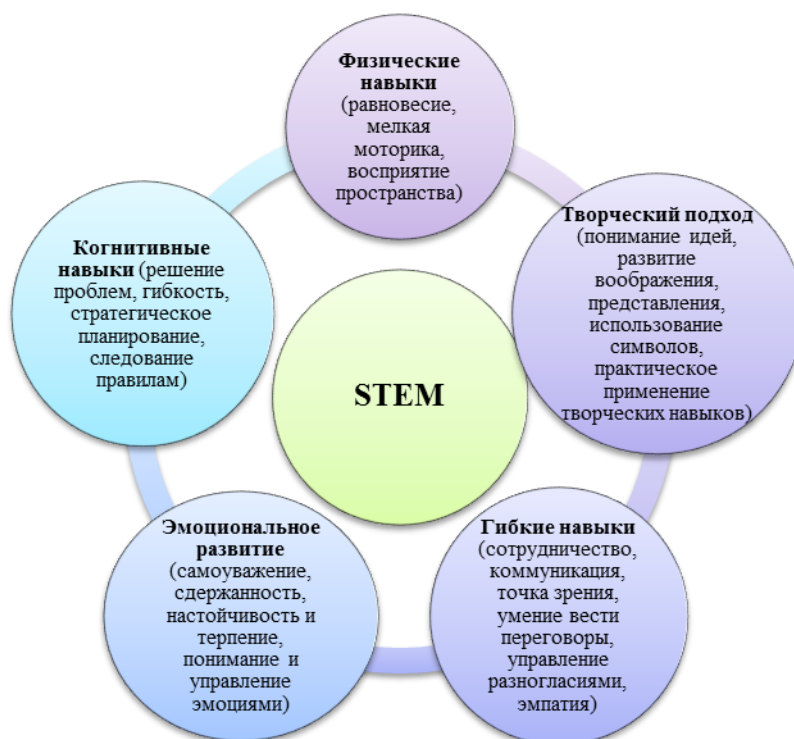 Физические
навыки
(равновесие,
мелкая
моторика,
восприятие
пространства)
Творческий подход
(понимание идей,
развитие
воображения,
представления,
использование
символов,
практическое
применение
творческих навыков)
Гибкие навыки
(сотрудничество,
коммуникация,
точка зрения,
умение вести
переговоры,
управление
разногласиями,
эмпатия)
Эмоциональное
развитие
(самоуважение,
сдержанность,
настойчивость и
терпение,
понимание и
управление
эмоциями)
Когнитивные
навыки (решение
проблем, гибкость,
стратегическое
планирование,
следование
правилам)
STEM